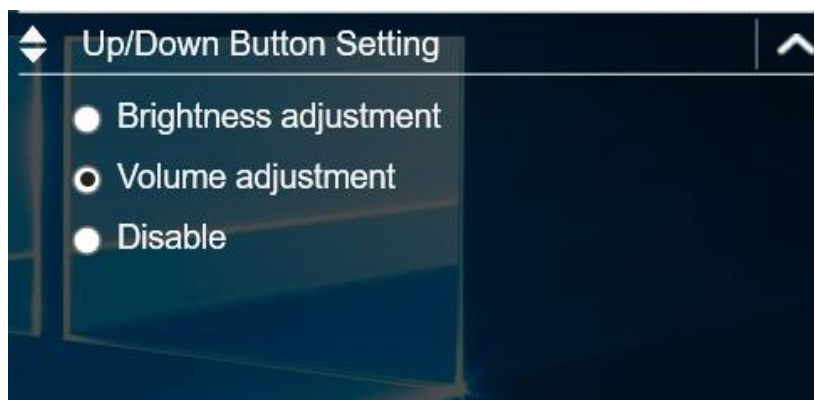 Up/Down Button Setting
Brightness adjustment
Volume adjustment
Disable